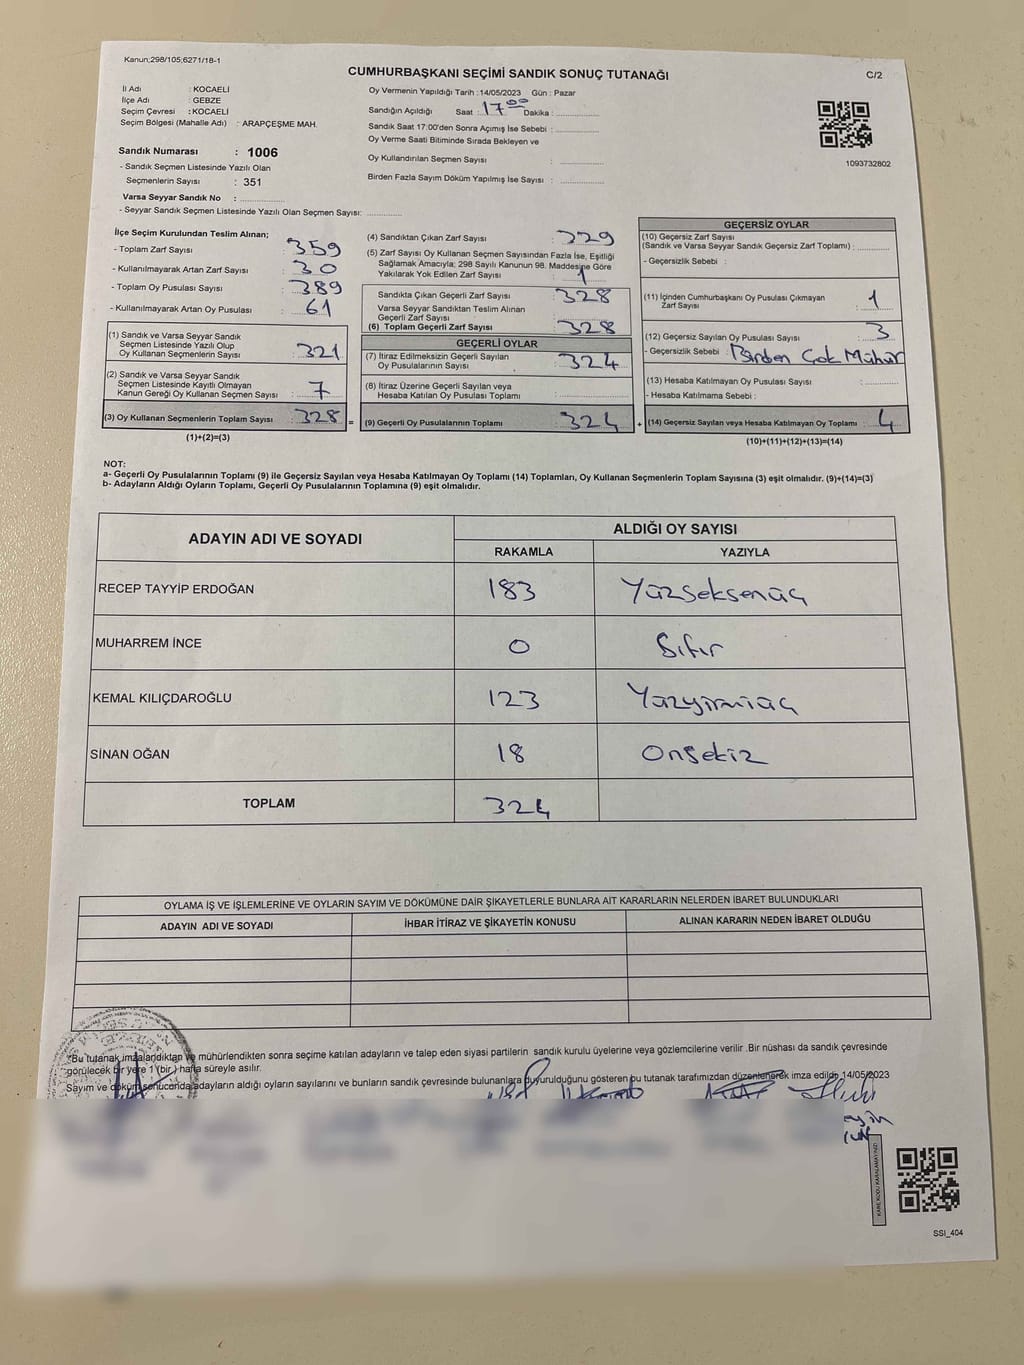 Kanun;298/105;6271/18-1
CUMHURBAŞKANI SEÇİMİ SANDIK SONUÇ TUTANAĞI
C/2
İl Adı : KOCAELİ
İlçe Adı : GEBZE
Seçim Çevresi : KOCAELİ
Seçim Bölgesi (Mahalle Adı) : ARAPÇEŞME MAH.
Sandık Numarası : 1006
- Sandık Seçmen Listesinde Yazılı Olan
Seçmenlerin Sayısı : 351
Varsa Seyyar Sandık No :
- Seyyar Sandık Seçmen Listesinde Yazılı Olan Seçmen Sayısı:
Oy Vermenin Yapıldığı Tarih : 14/05/2023 Gün : Pazar
Sandığın Açıldığı Saat : 17 00 Dakika :
Sandık Saat 17:00'den Sonra Açımış İse Sebebi :
Oy Verme Saati Bitiminde Sırada Bekleyen ve
Oy Kullandırılan Seçmen Sayısı :
Birden Fazla Sayım Döküm Yapılmış İse Sayısı :
1093732802
İlçe Seçim Kurulundan Teslim Alınan;
- Toplam Zarf Sayısı : 359
- Kullanılmayarak Artan Zarf Sayısı : 30
- Toplam Oy Pusulası Sayısı : 389
- Kullanılmayarak Artan Oy Pusulası : 61
(1) Sandık ve Varsa Seyyar Sandık
Seçmen Listesinde Yazılı Olup
Oy Kullanan Seçmenlerin Sayısı : 321
(2) Sandık ve Varsa Seyyar Sandık
Seçmen Listesinde Kayıtlı Olmayan
Kanun Gereği Oy Kullanan Seçmen Sayısı : 7
(3) Oy Kullanan Seçmenlerin Toplam Sayısı : 328
(1)+(2)=(3)
(4) Sandıktan Çıkan Zarf Sayısı : 329
(5) Zarf Sayısı Oy Kullanan Seçmen Sayısından Fazla İse, Eşitliği
Sağlamak Amacıyla; 298 Sayılı Kanunun 98. Maddesine Göre
Yakılarak Yok Edilen Zarf Sayısı : 1
Sandıkta Çıkan Geçerli Zarf Sayısı : 328
Varsa Seyyar Sandıktan Teslim Alınan
Geçerli Zarf Sayısı :
(6) Toplam Geçerli Zarf Sayısı : 328
GEÇERLİ OYLAR
(7) İtiraz Edilmeksizin Geçerli Sayılan
Oy Pusulalarının Sayısı : 324
(8) İtiraz Üzerine Geçerli Sayılan veya
Hesaba Katılan Oy Pusulası Toplamı :
= (9) Geçerli Oy Pusulalarının Toplamı : 324
GEÇERSİZ OYLAR
(10) Geçersiz Zarf Sayısı
(Sandık ve Varsa Seyyar Sandık Geçersiz Zarf Toplamı) :
- Geçersizlik Sebebi :
(11) İçinden Cumhurbaşkanı Oy Pusulası Çıkmayan
Zarf Sayısı : 1
(12) Geçersiz Sayılan Oy Pusulası Sayısı : 3
- Geçersizlik Sebebi : Birden Çok Mühür
(13) Hesaba Katılmayan Oy Pusulası Sayısı :
- Hesaba Katılmama Sebebi :
+ (14) Geçersiz Sayılan veya Hesaba Katılmayan Oy Toplamı : 4
(10)+(11)+(12)+(13)=(14)
NOT:
a- Geçerli Oy Pusulalarının Toplamı (9) ile Geçersiz Sayılan veya Hesaba Katılmayan Oy Toplamı (14) Toplamları, Oy Kullanan Seçmenlerin Toplam Sayısına (3) eşit olmalıdır. (9)+(14)=(3)
b- Adayların Aldığı Oyların Toplamı, Geçerli Oy Pusulalarının Toplamına (9) eşit olmalıdır.
ADAYIN ADI VE SOYADI
ALDIĞI OY SAYISI
RAKAMLA YAZIYLA
RECEP TAYYİP ERDOĞAN 183 Yüzseksenüç
MUHARREM İNCE 0 Sıfır
KEMAL KILIÇDAROĞLU 123 Yüzyirmiüç
SİNAN OĞAN 18 Onsekiz
TOPLAM 324
OYLAMA İŞ VE İŞLEMLERİNE VE OYLARIN SAYIM VE DÖKÜMÜNE DAİR ŞİKAYETLERLE BUNLARA AİT KARARLARIN NELERDEN İBARET BULUNDUKLARI
ADAYIN ADI VE SOYADI İHBAR İTİRAZ VE ŞİKAYETİN KONUSU ALINAN KARARIN NEDEN İBARET OLDUĞU
*Bu tutanak imzalandıktan ve mühürlendikten sonra seçime katılan adayların ve talep eden siyasi partilerin sandık kurulu üyelerine veya gözlemcilerine verilir .Bir nüshası da sandık çevresinde
görülecek bir yere 1 (bir ) hafta süreyle asılır.
Sayım ve döküm sonucunda adayların aldığı oyların sayılarını ve bunların sandık çevresinde bulunanlara duyurulduğunu gösteren bu tutanak tarafımızdan düzenlenerek imza edildi. 14/05/2023
KARE KODU KARALAMAYINIZ!
SSI_404